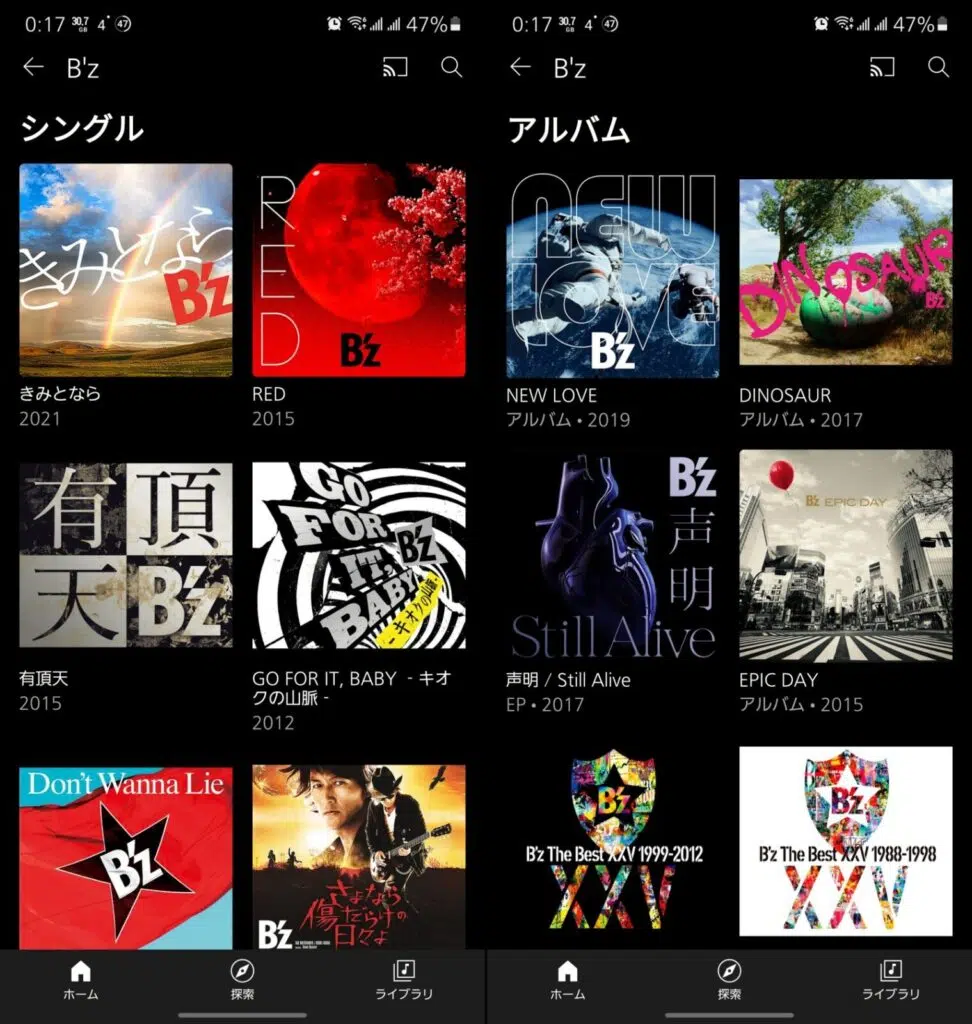 0:17 30.7 GB 4° 47 47%
B'z
シングル
きみとなら
B'z
RED
B'z
きみとなら
2021
RED
2015
有頂
天 B'z
GO
FOR
IT,
BABY
B'z
- キオクの山脈 -
有頂天
2015
GO FOR IT, BABY - キオ
クの山脈 -
2012
Don't Wanna Lie
B'z
さよなら
傷だらけの
日々よ
B'z
ホーム
探索
ライブラリ
0:17 30.7 GB 4° 47 47%
B'z
アルバム
NEW
LOVE
B'z
DINOSAUR
B'z
NEW LOVE
アルバム • 2019
DINOSAUR
アルバム • 2017
B'z
声
明
Still Alive
B'z EPIC DAY
声明 / Still Alive
EP • 2017
EPIC DAY
アルバム • 2015
B'z
B'z The Best XXV 1999-2012
XXV
B'z
B'z The Best XXV 1988-1998
XXV
ホーム
探索
ライブラリ